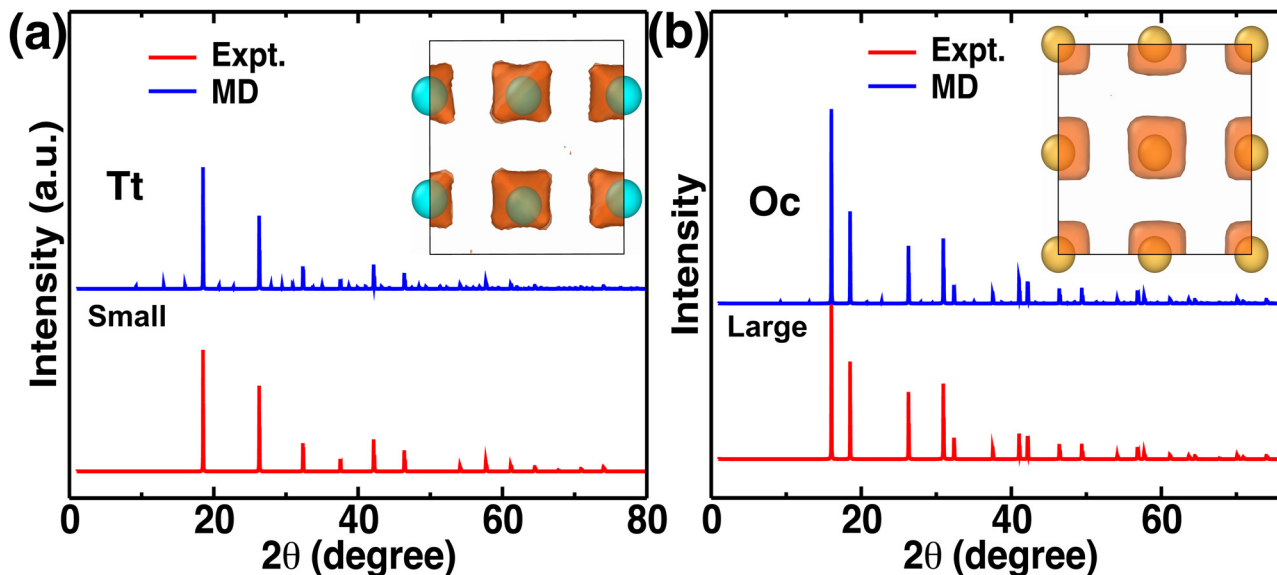 (a)
Expt.
MD
Tt
Small
Intensity (a.u.)
0 20 40 60 80
2θ (degree)
(b)
Expt.
MD
Oc
Large
Intensity
0 20 40 60
2θ (degree)